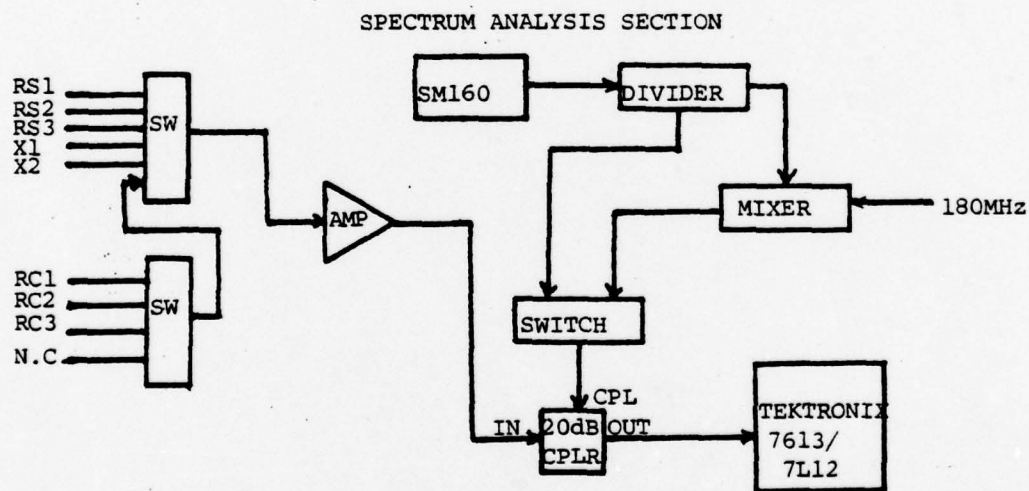 SPECTRUM ANALYSIS SECTION
RS1
RS2
RS3
X1
X2
SW
RC1
RC2
RC3
N.C.
SW
AMP
SM160
DIVIDER
MIXER
180MHz
SWITCH
CPL
IN
20dB
CPLR
OUT
TEKTRONIX
7613/
7L12